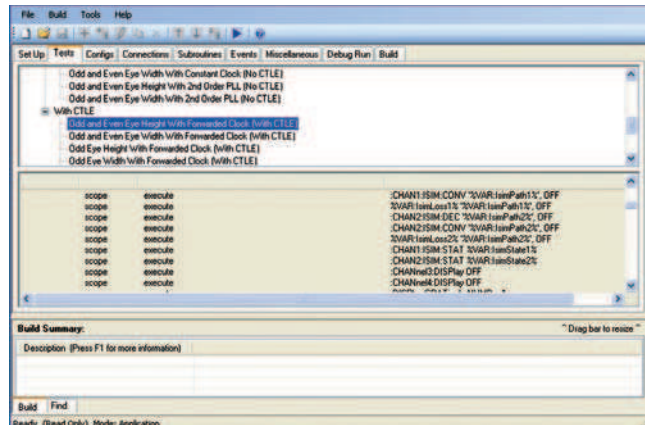 File Build Tools Help
Set Up Tests Configs Connections Subroutines Events Miscellaneous Debug Run Build
Odd and Even Eye Width With Constant Clock (No CTLE)
Odd and Even Eye Height With 2nd Order PLL (No CTLE)
Odd and Even Eye Width With 2nd Order PLL (No CTLE)
With CTLE
Odd and Even Eye Height With Forwarded Clock (With CTLE)
Odd and Even Eye Width With Forwarded Clock (With CTLE)
Odd Eye Height With Forwarded Clock (With CTLE)
Odd Eye Width With Forwarded Clock (With CTLE)
scope execute :CHAN1:ISIM:CONV "%VAR:IsimPath1%", OFF
scope execute %VAR:IsimLoss1% "%VAR:IsimPath1%", OFF
scope execute :CHAN2:ISIM:DEC "%VAR:IsimPath2%", OFF
scope execute :CHAN2:ISIM:CONV "%VAR:IsimPath2%", OFF
scope execute %VAR:IsimLoss2% "%VAR:IsimPath2%", OFF
scope execute :CHAN1:ISIM:STAT %VAR:IsimState1%
scope execute :CHAN2:ISIM:STAT %VAR:IsimState2%
scope execute :CHANnel3:DISPlay OFF
scope execute :CHANnel4:DISPlay OFF
Build Summary: ^ Drag bar to resize ^
Description (Press F1 for more information)
Build Find
Ready (Read Only) Mode: Application